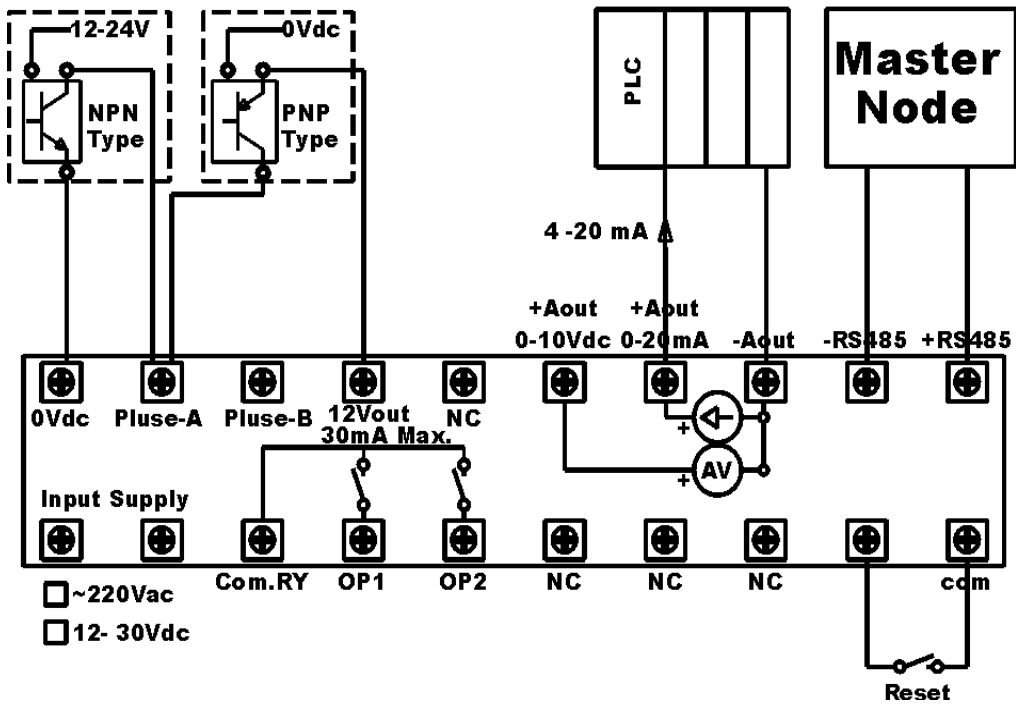 12-24V
NPN
Type
0Vdc
PNP
Type
PLC
Master
Node
4 -20 mA
+Aout
0-10Vdc
+Aout
0-20mA
-Aout
-RS485
+RS485
0Vdc
Pluse-A
Pluse-B
12Vout
30mA Max.
NC
+
AV
+
Input Supply
Com.RY
OP1
OP2
NC
NC
NC
com
~220Vac
12- 30Vdc
Reset